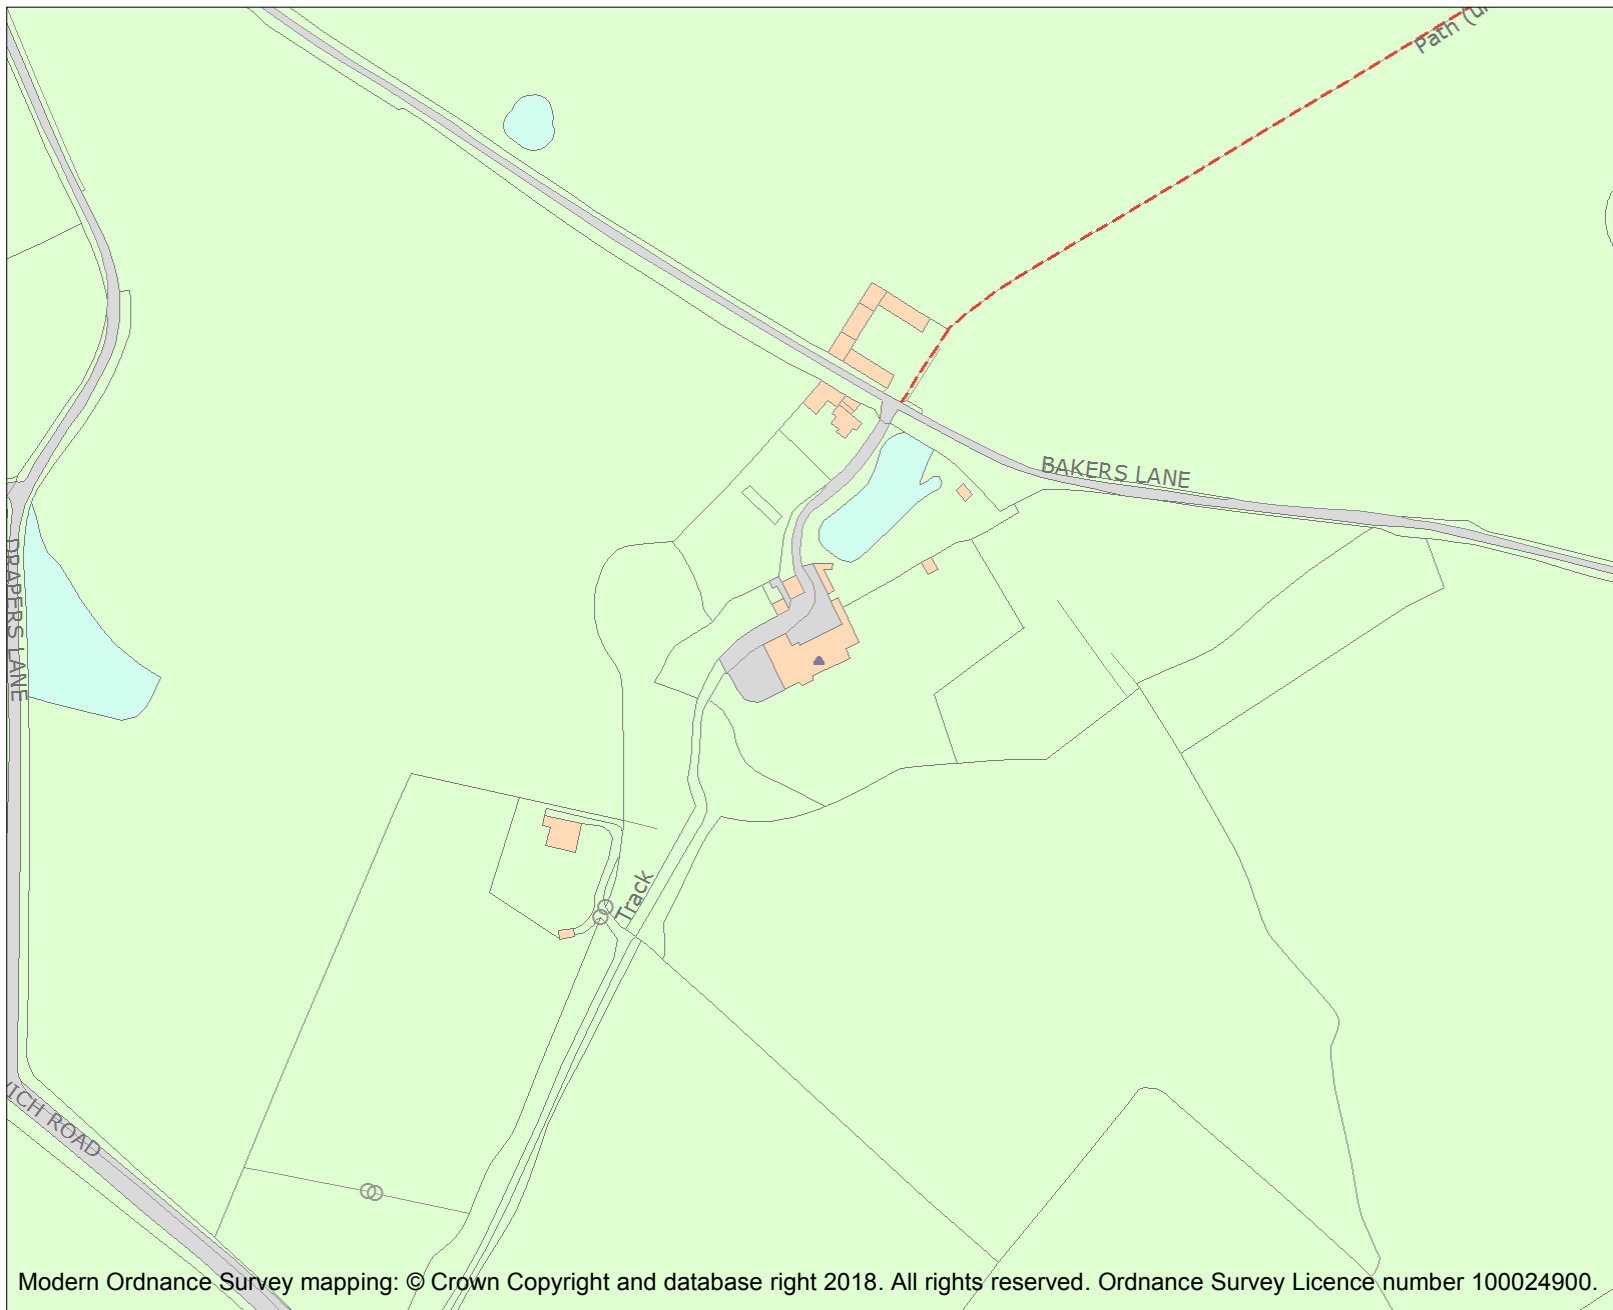 Path (u
BAKERS LANE
DRAPERS LANE
Track
ICH ROAD
Modern Ordnance Survey mapping: © Crown Copyright and database right 2018. All rights reserved. Ordnance Survey Licence number 100024900.